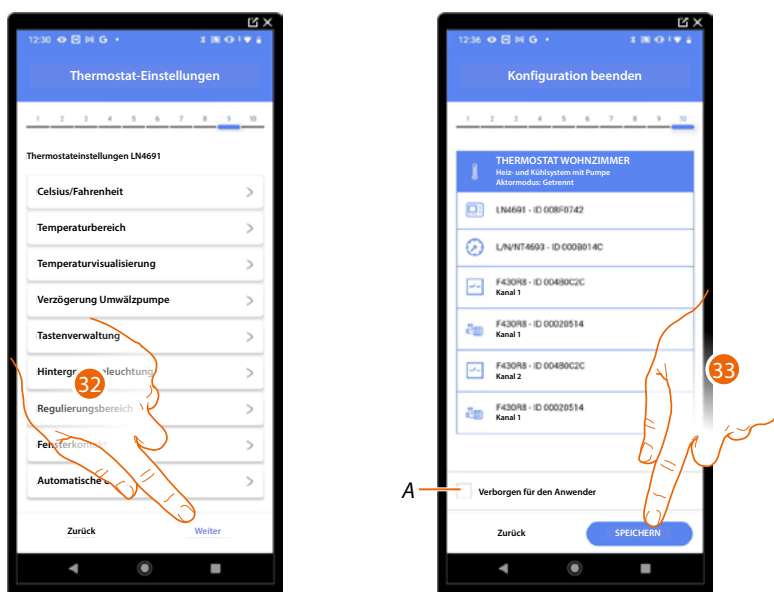 12:30
Thermostat-Einstellungen
1 2 3 4 5 6 7 8 9 10
Thermostateinstellungen LN4691
Celsius/Fahrenheit
Temperaturbereich
Temperaturvisualisierung
Verzögerung Umwälzpumpe
Tastenverwaltung
32
Regulierungsbereich
Automatische
Zurück
Weiter
12:36
Konfiguration beenden
1 2 3 4 5 6 7 8 9 10
THERMOSTAT WOHNZIMMER
Heiz- und Kühlsystem mit Pumpe
Aktormodus: Getrennt
LN4691 - ID 008F0742
L/N/NT4693 - ID 000B014C
F430R8 - ID 00480C2C
Kanal 1
F430R8 - ID 00020514
Kanal 1
F430R8 - ID 00480C2C
Kanal 2
F430R8 - ID 00020514
Kanal 1
33
A
Verborgen für den Anwender
Zurück
SPEICHERN